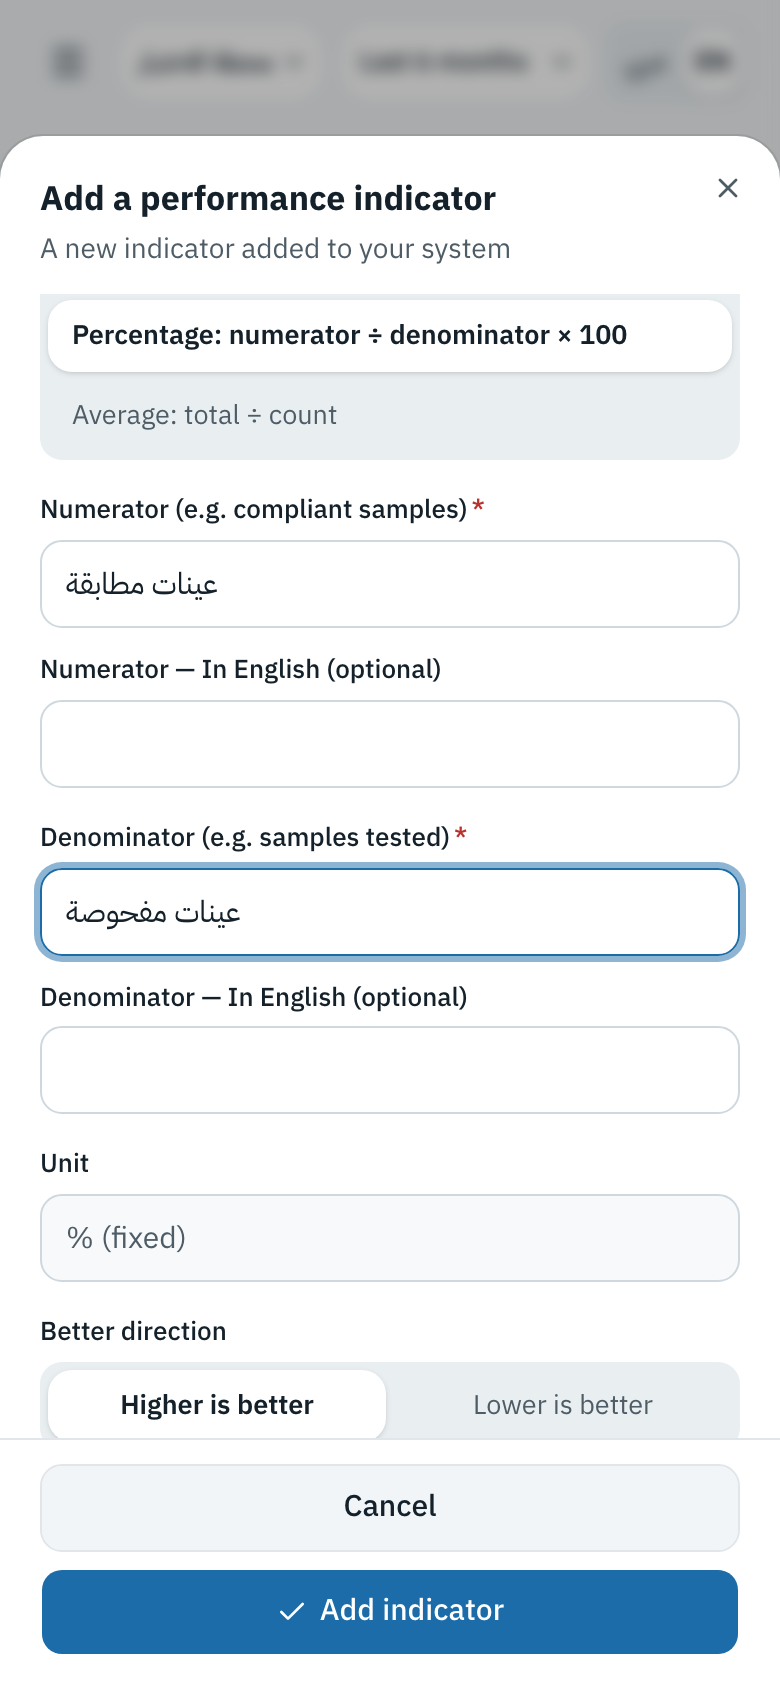 Add a performance indicator
A new indicator added to your system
Percentage: numerator ÷ denominator × 100
Average: total ÷ count
Numerator (e.g. compliant samples) *
عينات مطابقة
Numerator — In English (optional)
Denominator (e.g. samples tested) *
عينات مفحوصة
Denominator — In English (optional)
Unit
% (fixed)
Better direction
Higher is better
Lower is better
Cancel
Add indicator